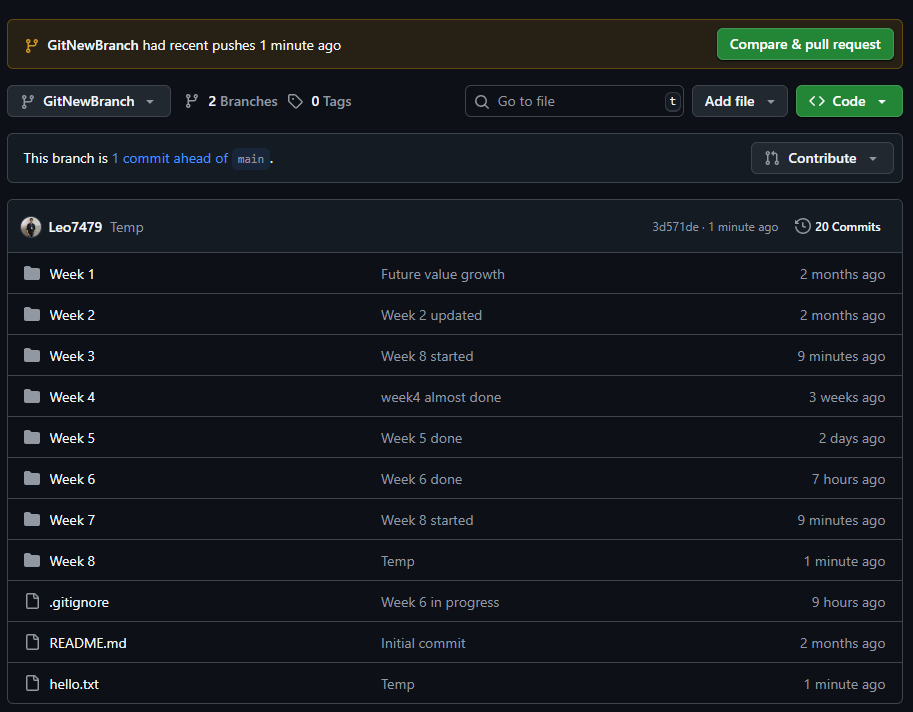 GitNewBranch had recent pushes 1 minute ago
Compare & pull request
GitNewBranch 2 Branches 0 Tags Go to file t Add file <> Code
This branch is 1 commit ahead of main .
Contribute
Leo7479 Temp 3d571de · 1 minute ago 20 Commits
Week 1 Future value growth 2 months ago
Week 2 Week 2 updated 2 months ago
Week 3 Week 8 started 9 minutes ago
Week 4 week4 almost done 3 weeks ago
Week 5 Week 5 done 2 days ago
Week 6 Week 6 done 7 hours ago
Week 7 Week 8 started 9 minutes ago
Week 8 Temp 1 minute ago
.gitignore Week 6 in progress 9 hours ago
README.md Initial commit 2 months ago
hello.txt Temp 1 minute ago